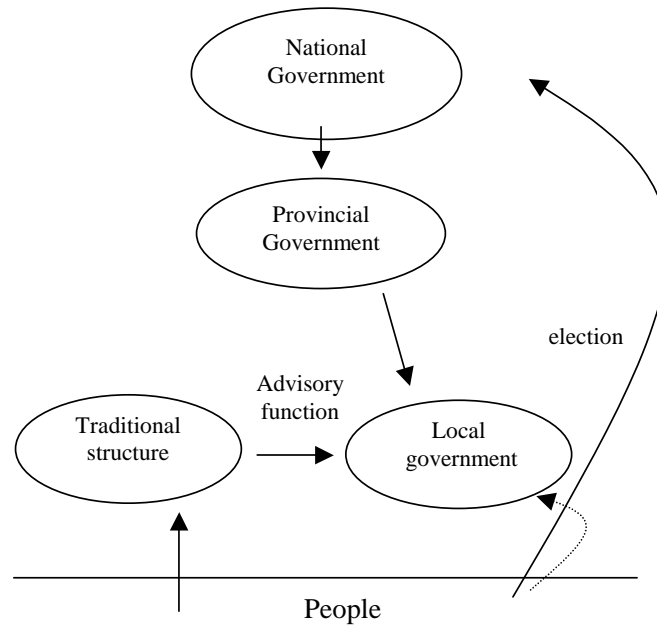 National
Government
Provincial
Government
election
Advisory
function
Traditional
structure
Local
government
People